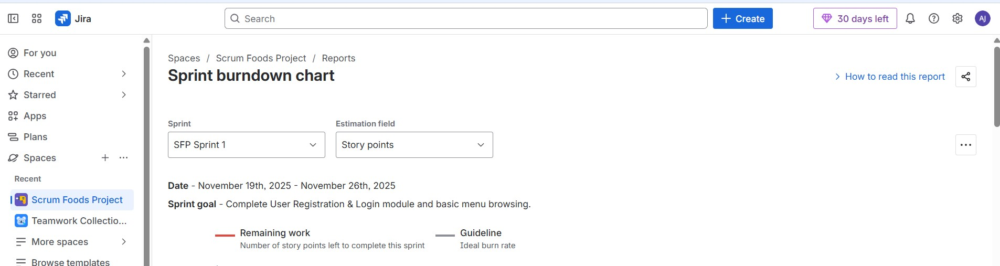 Jira
Search
Create
30 days left
AJ
For you
Recent
Starred
Apps
Plans
Spaces
Recent
Scrum Foods Project
Teamwork Collectio...
More spaces
Browse templates
Spaces / Scrum Foods Project / Reports
Sprint burndown chart
How to read this report
Sprint
SFP Sprint 1
Estimation field
Story points
Date - November 19th, 2025 - November 26th, 2025
Sprint goal - Complete User Registration & Login module and basic menu browsing.
Remaining work
Number of story points left to complete this sprint
Guideline
Ideal burn rate